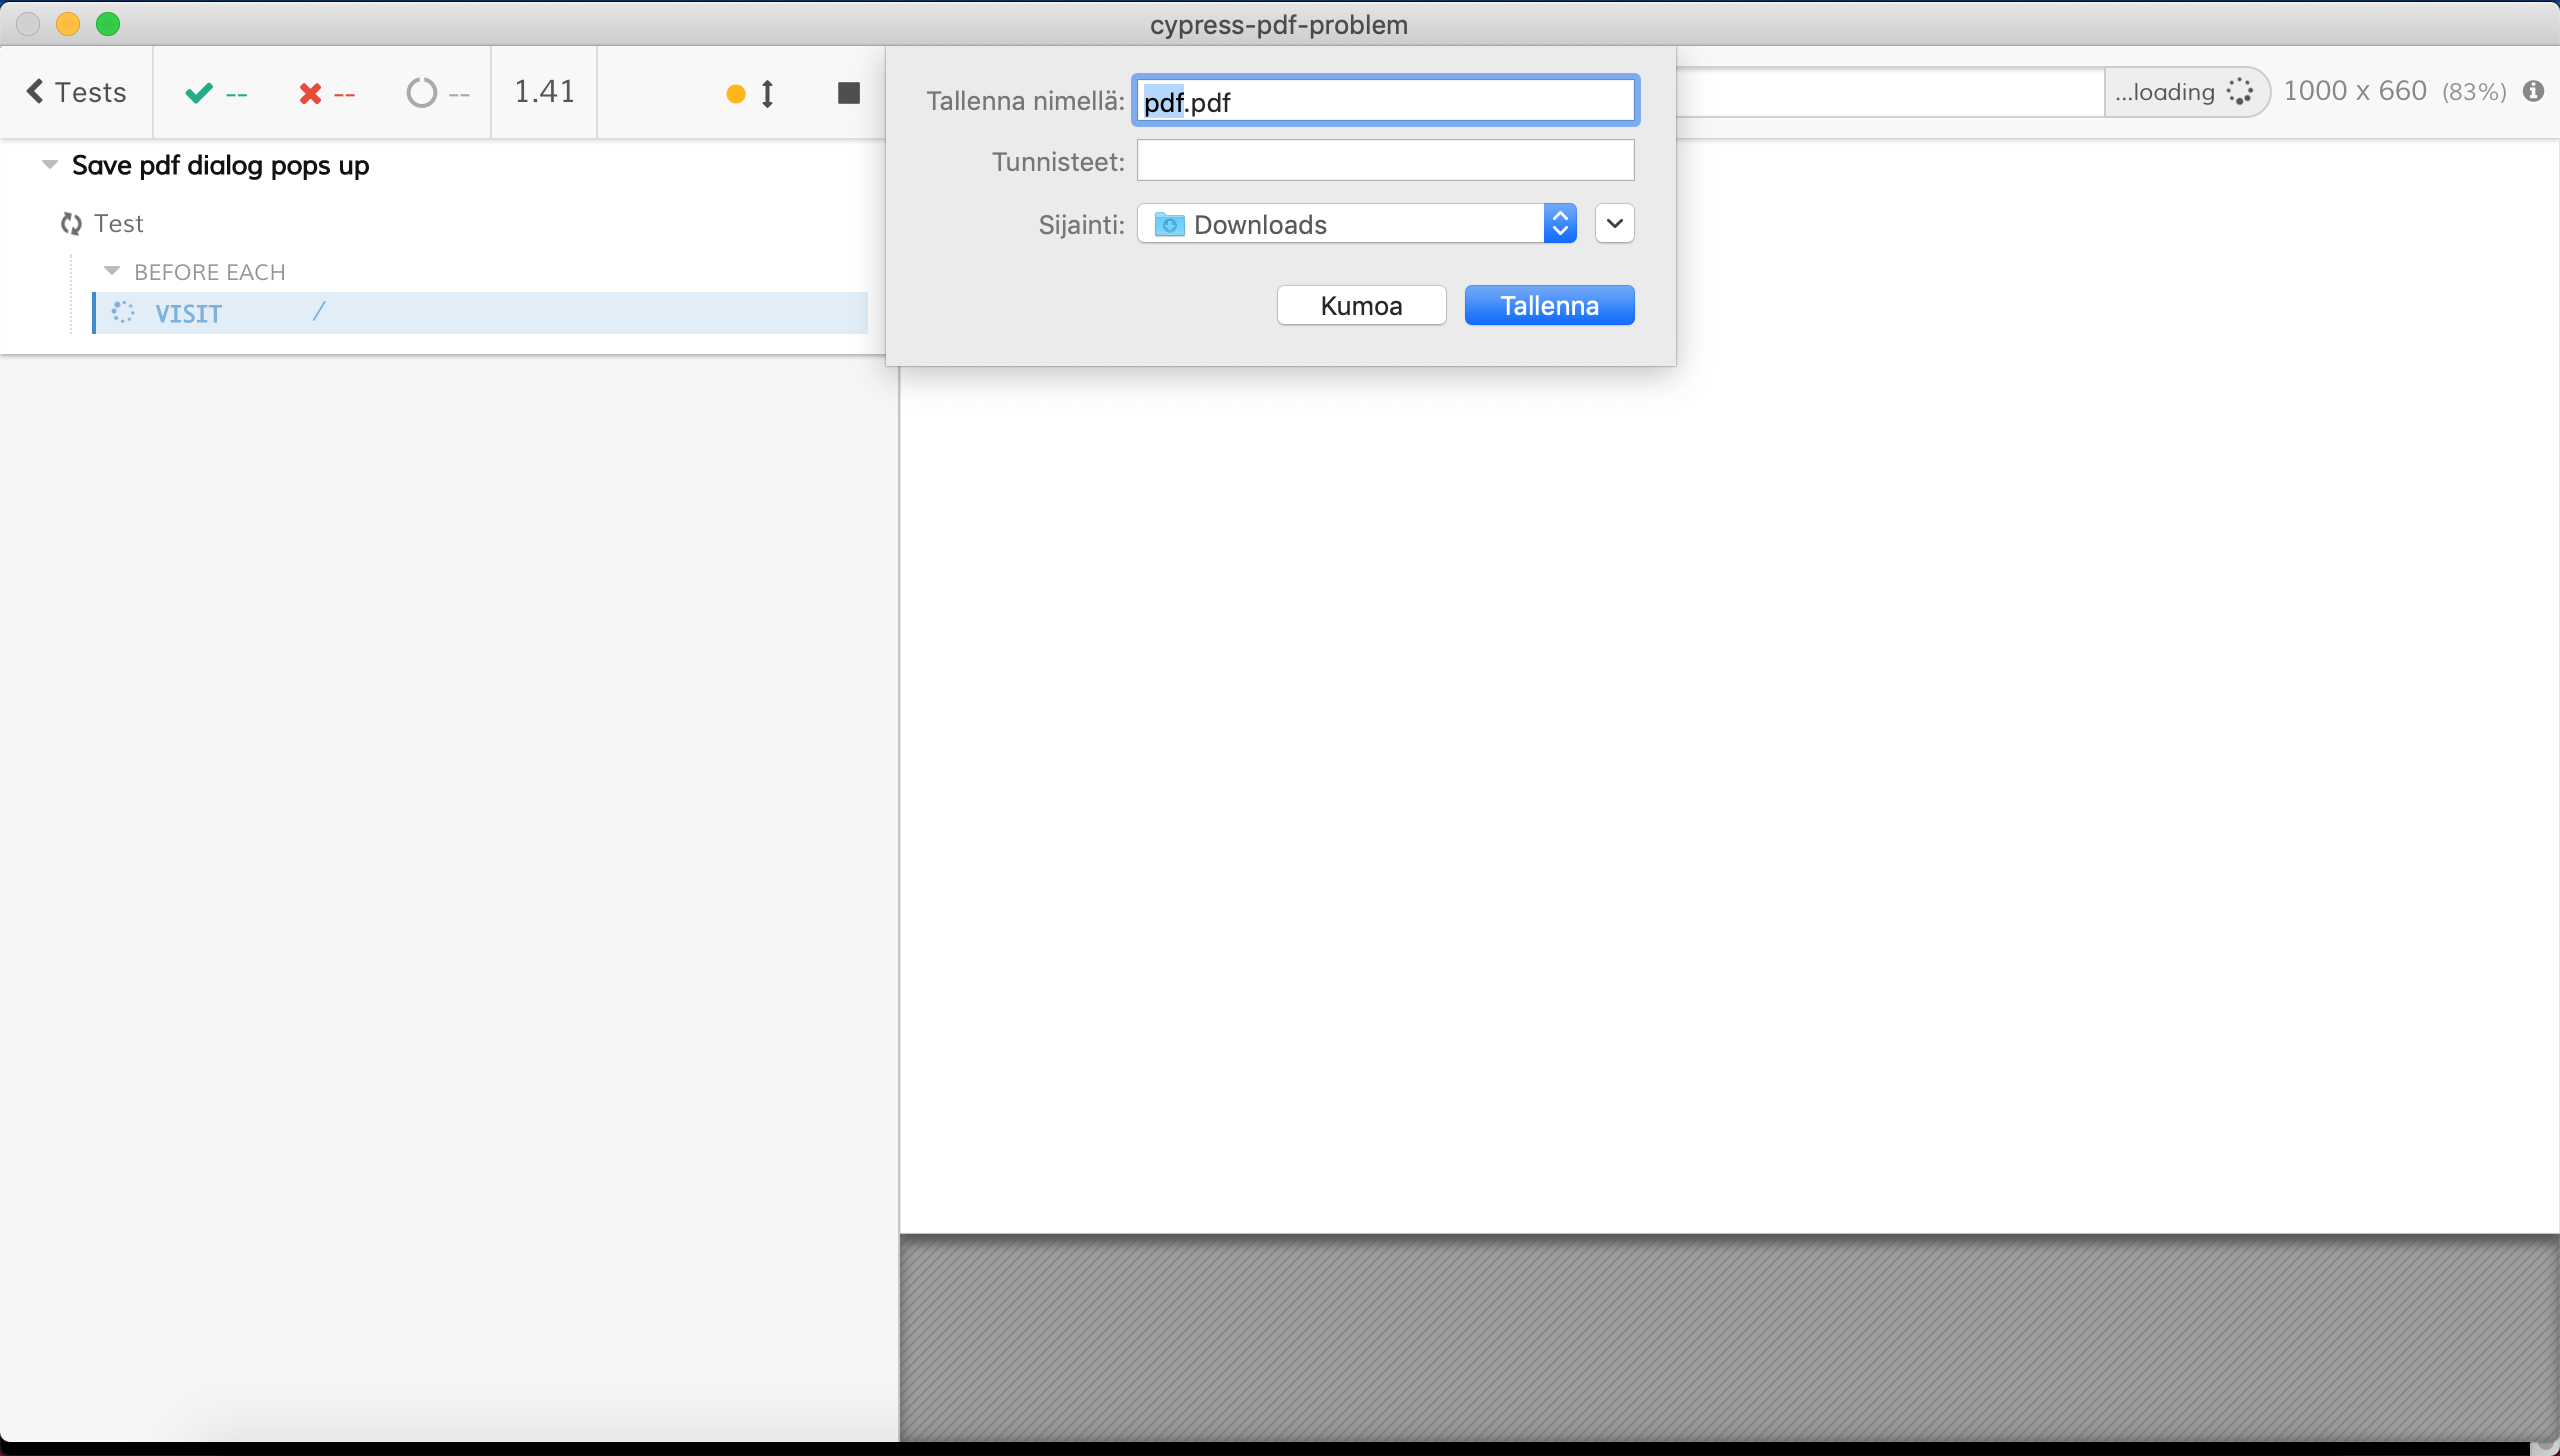 cypress-pdf-problem
Tests
--
--
--
1.41
...loading
1000 x 660 (83%)
Tallenna nimellä: pdf.pdf
Tunnisteet:
Sijainti: Downloads
Kumoa
Tallenna
Save pdf dialog pops up
Test
BEFORE EACH
VISIT /